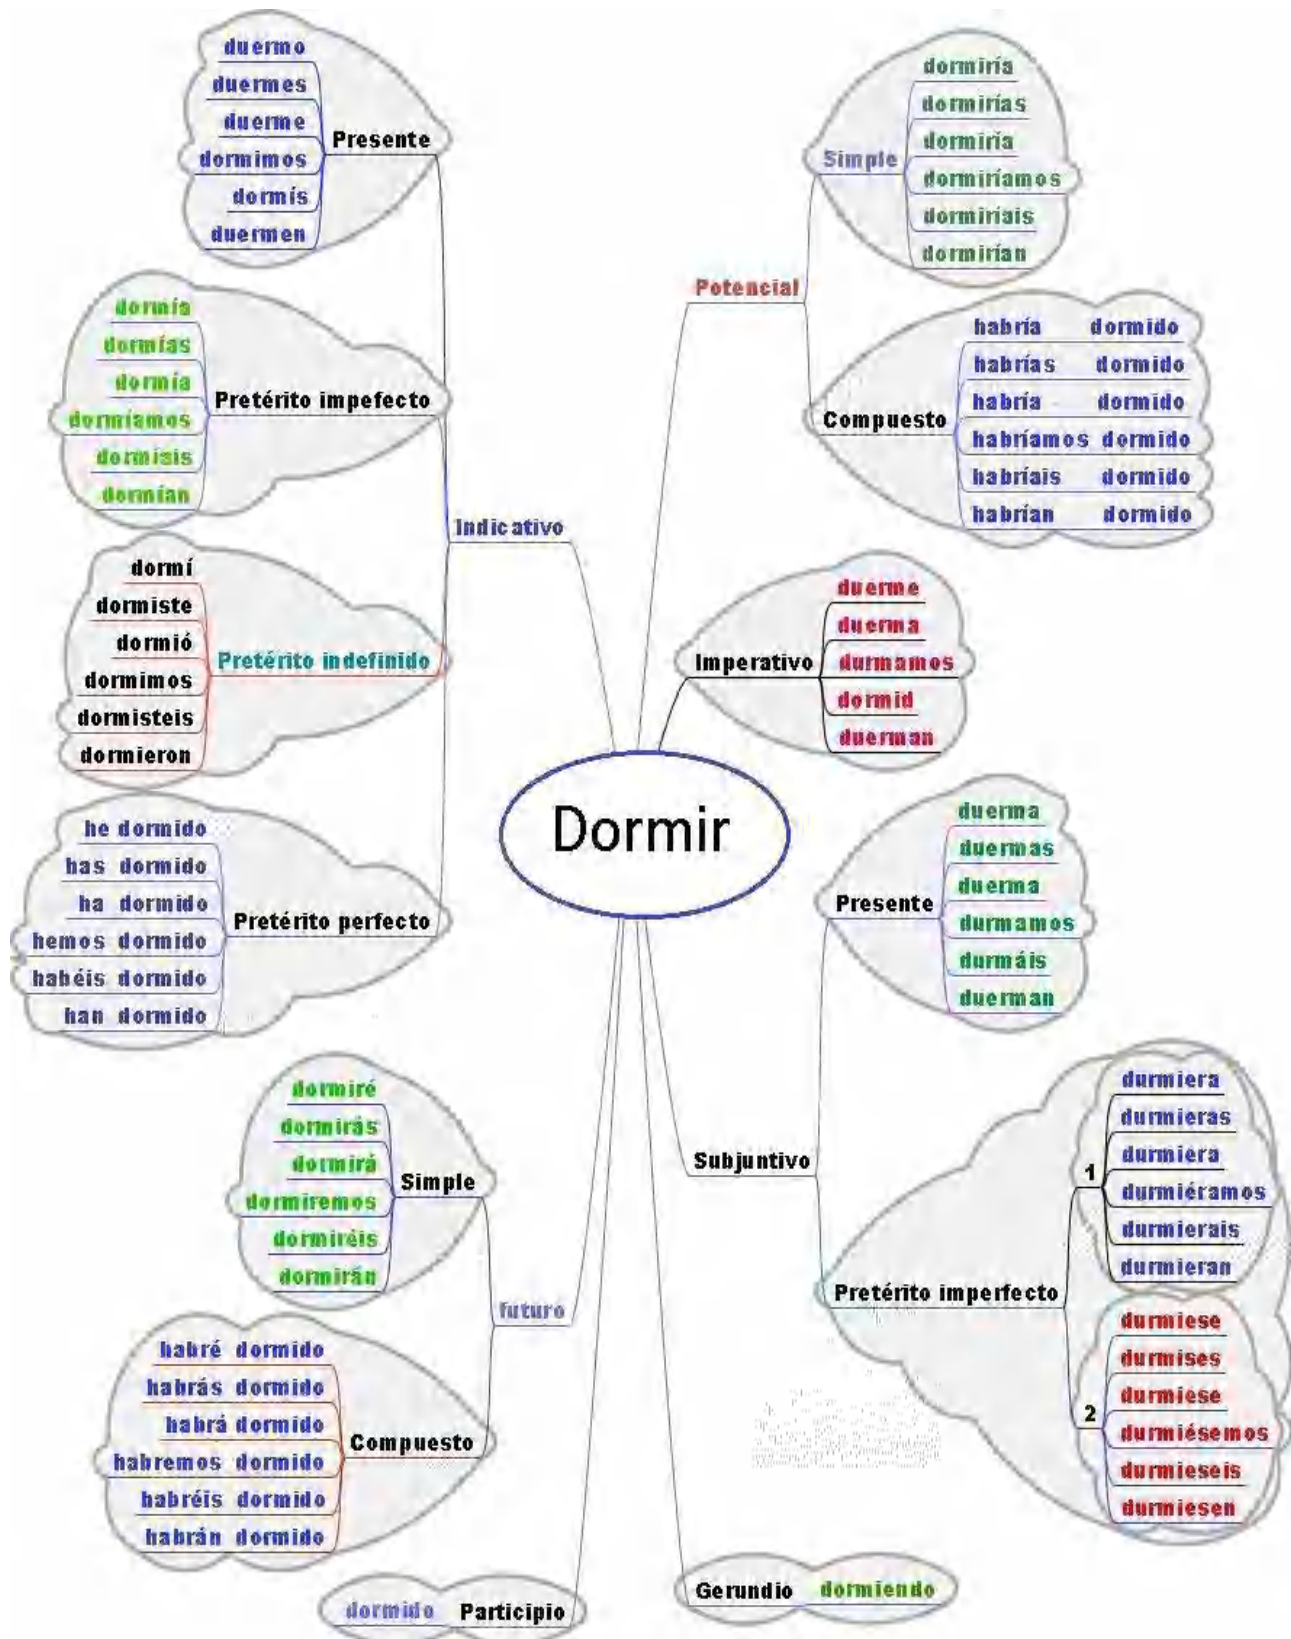 Dormir
Indicativo
Presente
duermo
duermes
duerme
dormimos
dormís
duermen
Pretérito impefecto
dormía
dormías
dormía
dormíamos
dormíais
dormían
Pretérito indefinido
dormí
dormiste
dormió
dormimos
dormisteis
dormieron
Pretérito perfecto
he dormido
has dormido
ha dormido
hemos dormido
habéis dormido
han dormido
futuro
Simple
dormiré
dormirás
dormirá
dormiremos
dormiréis
dormirán
Compuesto
habré dormido
habrás dormido
habrá dormido
habremos dormido
habréis dormido
habrán dormido
Participio
dormido
Potencial
Simple
dormiría
dormirías
dormiría
dormiríamos
dormiríais
dormirían
Compuesto
habría dormido
habrías dormido
habría dormido
habríamos dormido
habríais dormido
habrían dormido
Imperativo
duerme
duerma
durmamos
dormid
duerman
Subjuntivo
Presente
duerma
duermas
duerma
durmamos
durmáis
duerman
Pretérito imperfecto
1
durmiera
durmieras
durmiera
durmiéramos
durmierais
durmieran
2
durmiese
durmises
durmiese
durmiésemos
durmieseis
durmiesen
Gerundio
dormiendo